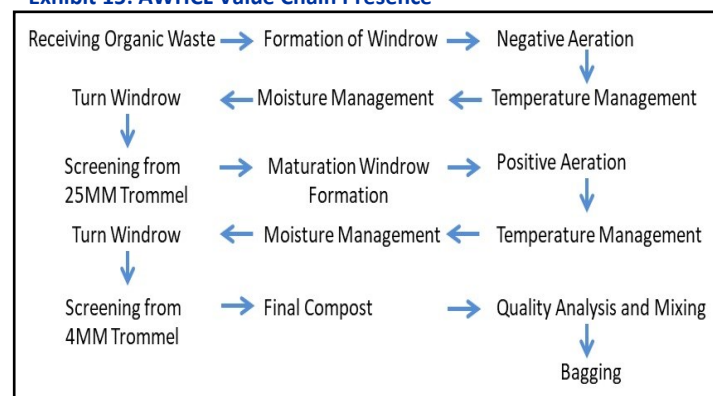 Exhibit 15: AWHCL Value Chain Presence
Receiving Organic Waste
Formation of Windrow
Negative Aeration
Temperature Management
Moisture Management
Turn Windrow
Screening from
25MM Trommel
Maturation Windrow
Formation
Positive Aeration
Temperature Management
Moisture Management
Turn Windrow
Screening from
4MM Trommel
Final Compost
Quality Analysis and Mixing
Bagging